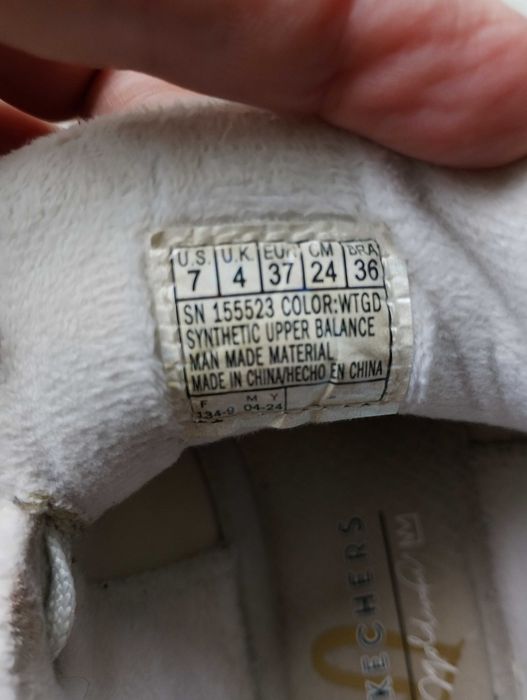 U.S. U.K. EUR CM BRA
7 4 37 24 36
SN 155523 COLOR:WTGD
SYNTHETIC UPPER BALANCE
MAN MADE MATERIAL
MADE IN CHINA/HECHO EN CHINA
F M Y
134-9 04-24
SKECHERS